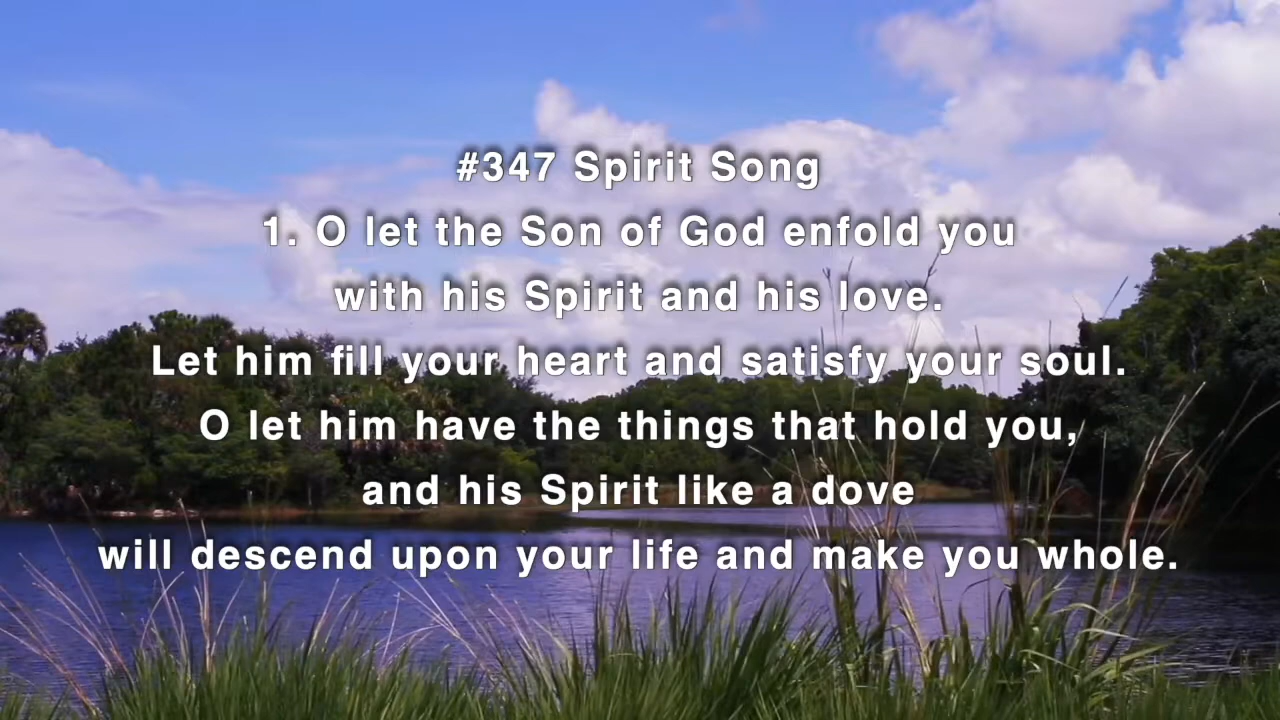 #347 Spirit Song
1. O let the Son of God enfold you
with his Spirit and his love.
Let him fill your heart and satisfy your soul.
O let him have the things that hold you,
and his Spirit like a dove
will descend upon your life and make you whole.